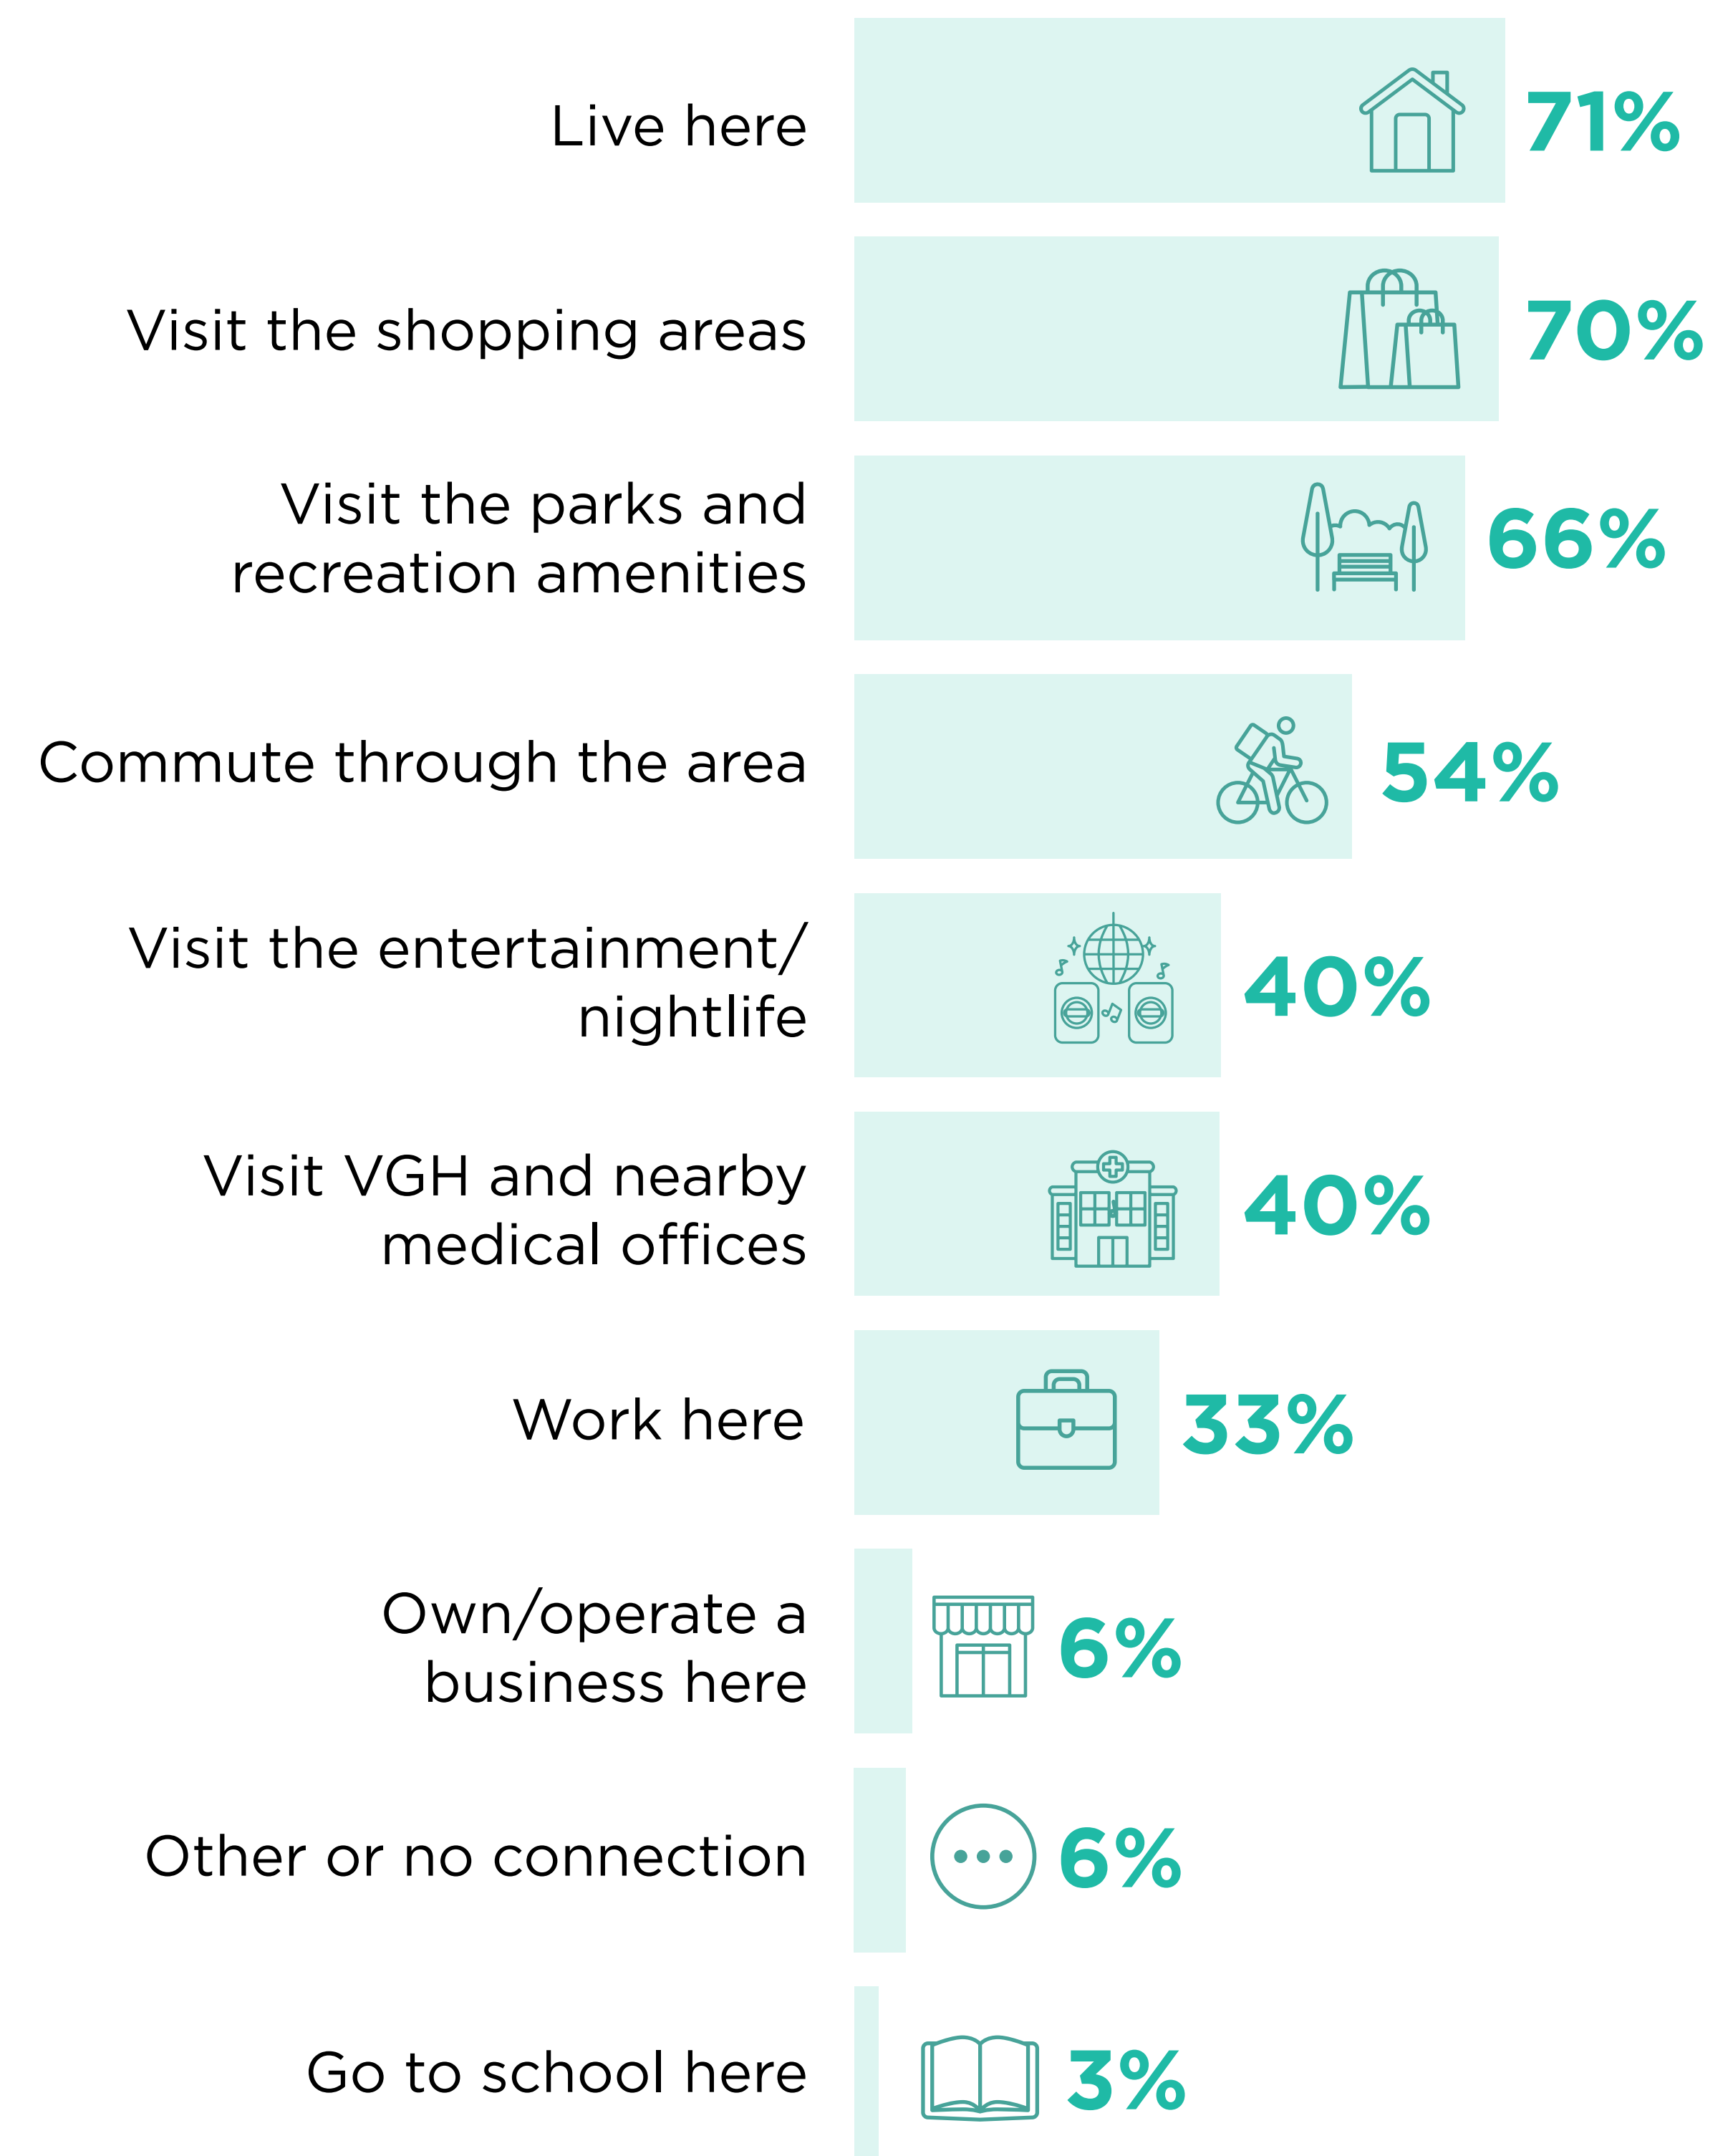 Live here
71%
Visit the shopping areas
70%
Visit the parks and
recreation amenities
66%
Commute through the area
54%
Visit the entertainment/
nightlife
40%
Visit VGH and nearby
medical offices
40%
Work here
33%
Own/operate a
business here
6%
Other or no connection
6%
Go to school here
3%